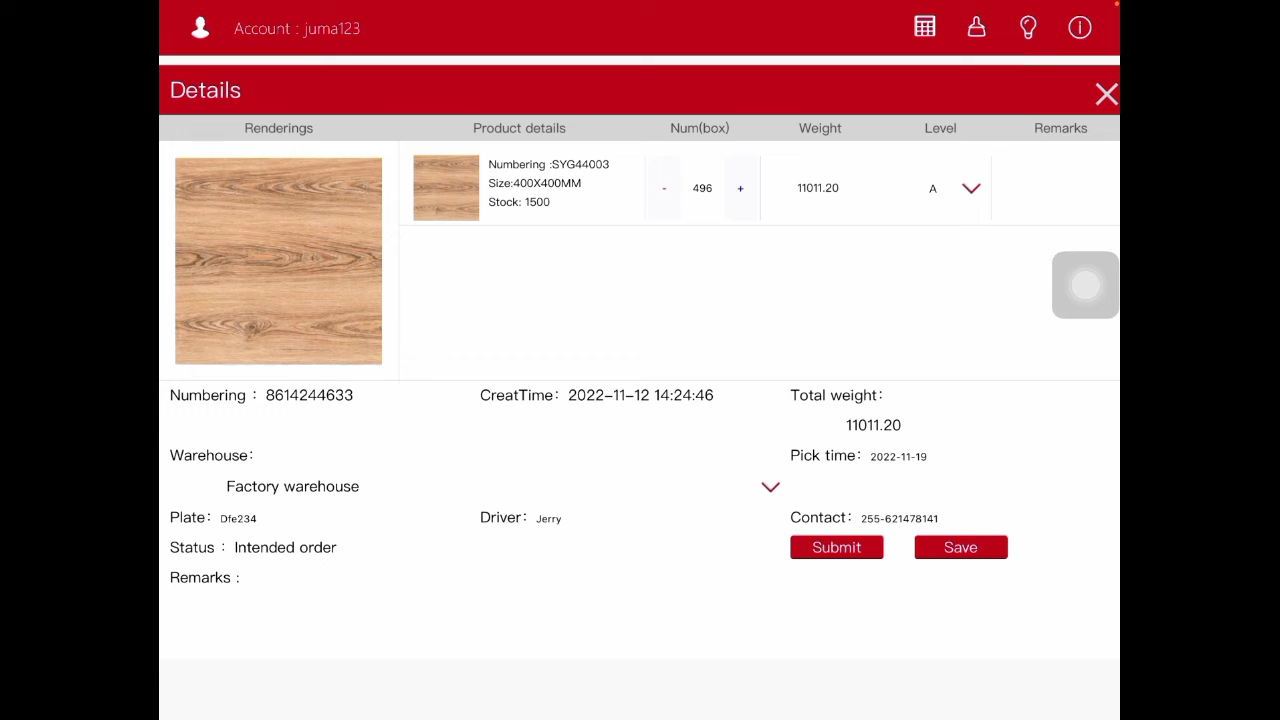 Account : juma123
Details
Renderings Product details Num(box) Weight Level Remarks
Numbering :SYG44003
Size:400X400MM
Stock: 1500
- 496 + 11011.20 A
Numbering : 8614244633 CreatTime: 2022-11-12 14:24:46 Total weight:
11011.20
Warehouse: Pick time: 2022-11-19
Factory warehouse
Plate: Dfe234 Driver: Jerry Contact: 255-621478141
Status : Intended order Submit Save
Remarks :